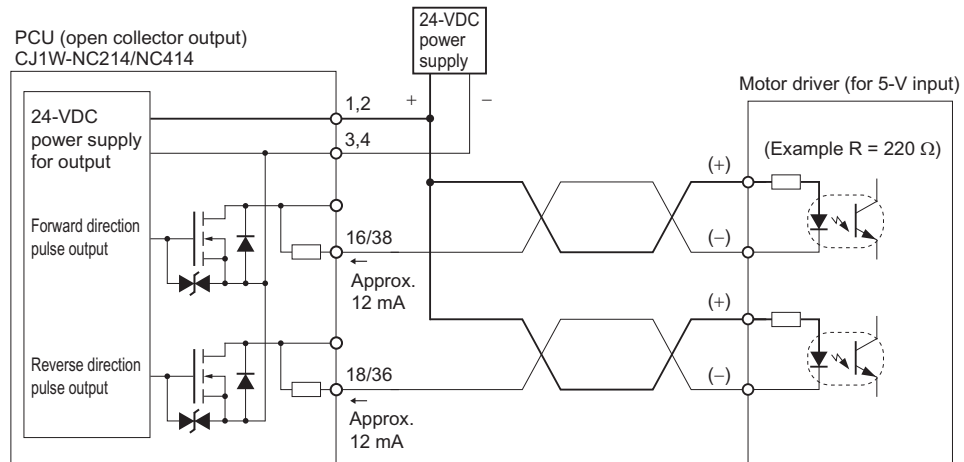 PCU (open collector output)
CJ1W-NC214/NC414
24-VDC
power
supply
Motor driver (for 5-V input)
24-VDC
power supply
for output
1,2
+
−
3,4
(Example R = 220 Ω)
(+)
Forward direction
pulse output
16/38
(−)
Approx.
12 mA
(+)
Reverse direction
pulse output
18/36
(−)
Approx.
12 mA